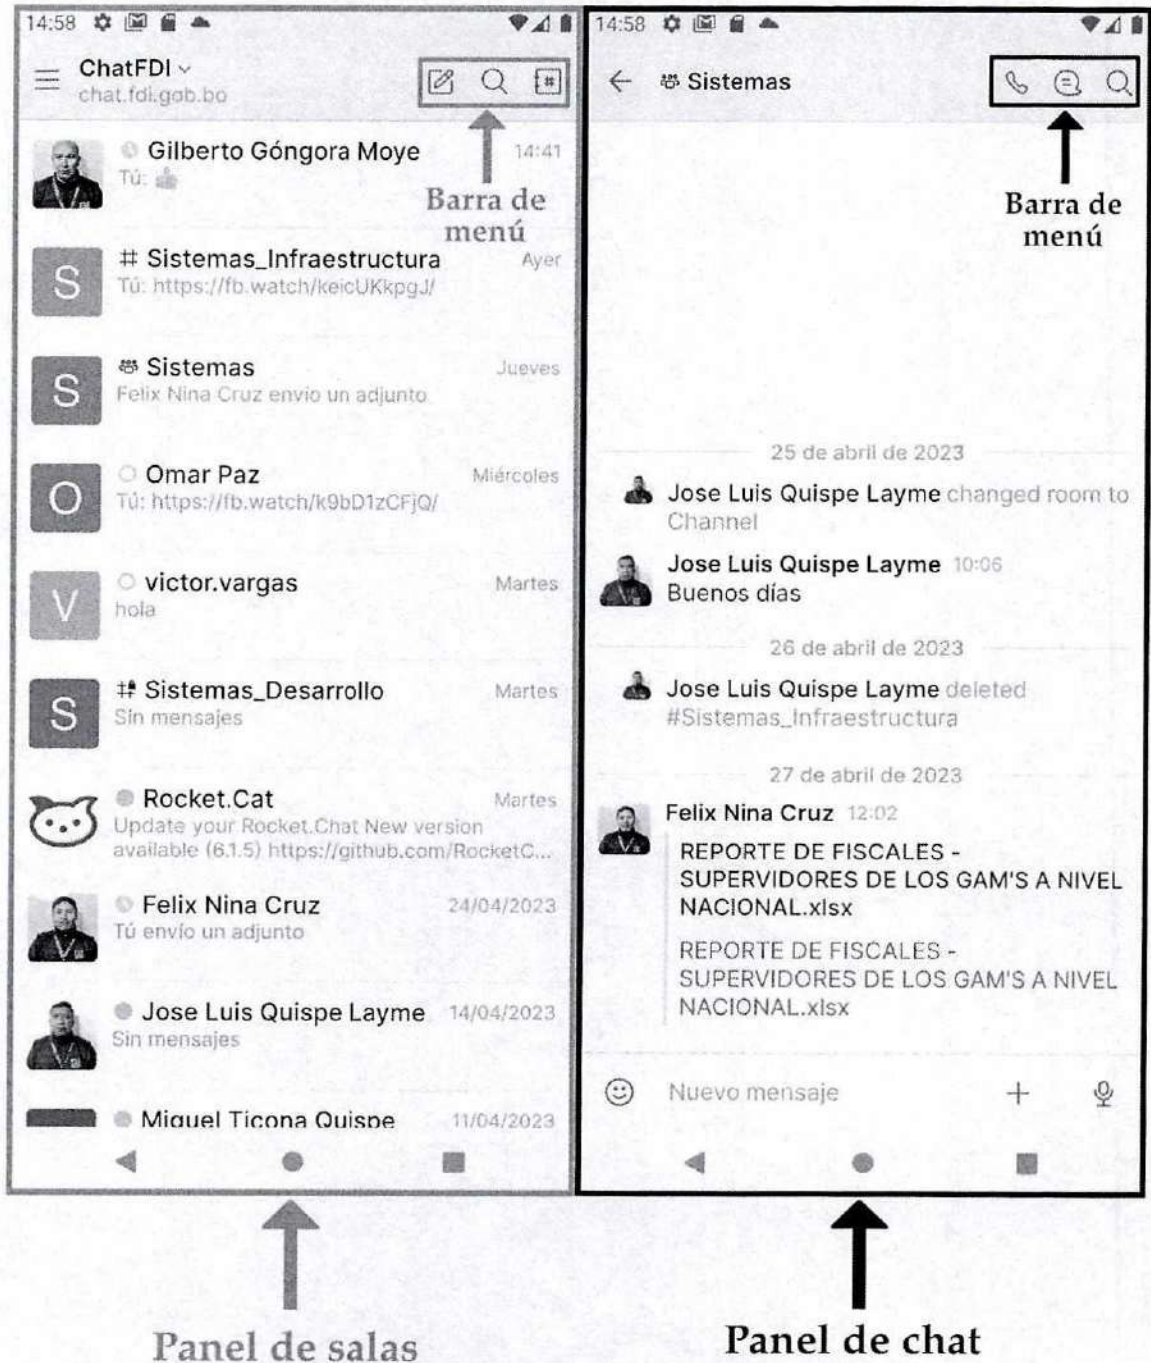 14:58
ChatFDI
chat.fdi.gob.bo
Gilberto Góngora Moye 14:41
Tú: 👍
Barra de
menú
S
# Sistemas_Infraestructura Ayer
Tú: https://fb.watch/keicUKkpgJ/
S
Sistemas Jueves
Felix Nina Cruz envío un adjunto
O
Omar Paz Miércoles
Tú: https://fb.watch/k9bD1zCFjQ/
V
victor.vargas Martes
hola
S
Sistemas_Desarrollo Martes
Sin mensajes
Rocket.Cat Martes
Update your Rocket.Chat New version
available (6.1.5) https://github.com/RocketC...
Felix Nina Cruz 24/04/2023
Tú envío un adjunto
Jose Luis Quispe Layme 14/04/2023
Sin mensajes
Miguel Ticona Quispe 11/04/2023
Panel de salas
14:58
Sistemas
Barra de
menú
25 de abril de 2023
Jose Luis Quispe Layme changed room to
Channel
Jose Luis Quispe Layme 10:06
Buenos días
26 de abril de 2023
Jose Luis Quispe Layme deleted
#Sistemas_Infraestructura
27 de abril de 2023
Felix Nina Cruz 12:02
REPORTE DE FISCALES -
SUPERVIDORES DE LOS GAM'S A NIVEL
NACIONAL.xlsx
REPORTE DE FISCALES -
SUPERVIDORES DE LOS GAM'S A NIVEL
NACIONAL.xlsx
Nuevo mensaje
Panel de chat